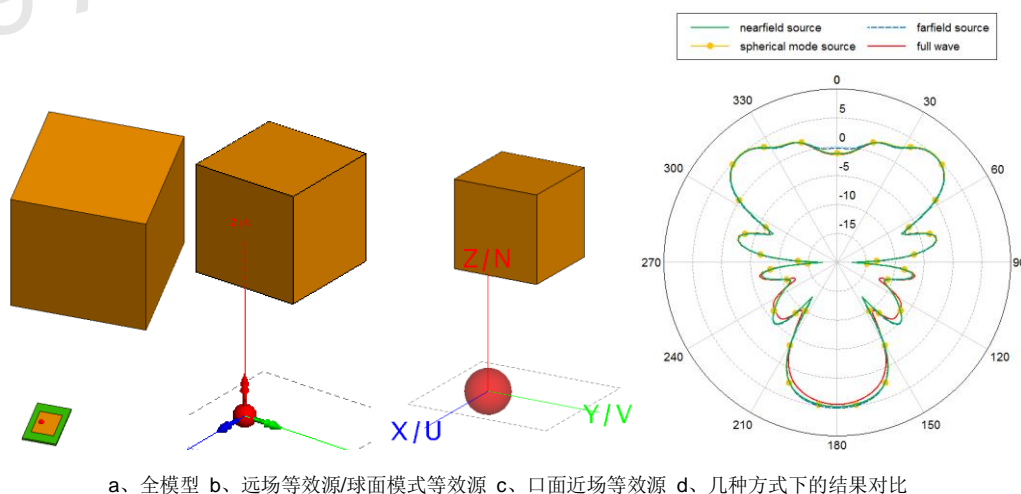 nearfield source
farfield source
spherical mode source
full wave
0
330
30
5
0
300
60
-5
-10
-15
270
90
240
120
210
150
180
Z/N
X/U
Y/V
a、全模型 b、远场等效源/球面模式等效源 c、口面近场等效源 d、几种方式下的结果对比